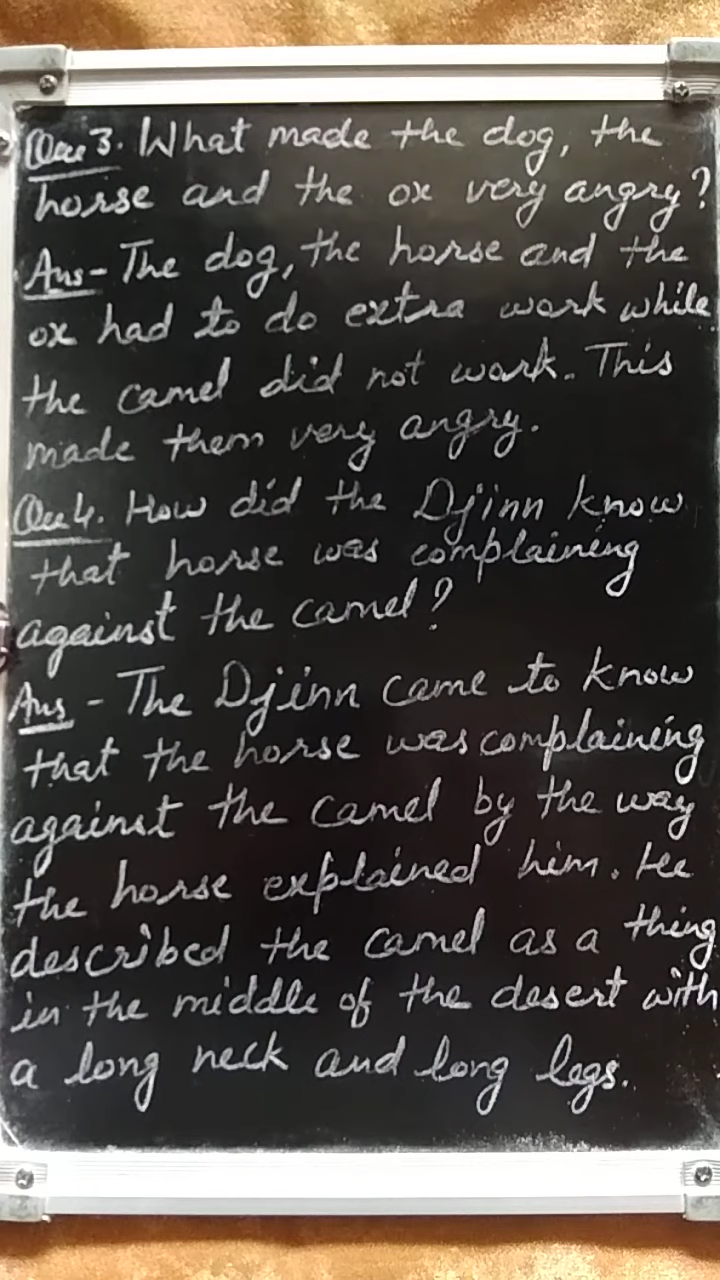 Que 3. What made the dog, the
horse and the ox very angry?
Ans- The dog, the horse and the
ox had to do extra work while
the camel did not work. This
made them very angry.
Que 4. How did the Djinn know
that horse was complaining
against the camel?
Ans - The Djinn came to know
that the horse was complaining
against the camel by the way
the horse explained him. He
described the camel as a thing
in the middle of the desert with
a long neck and long legs.